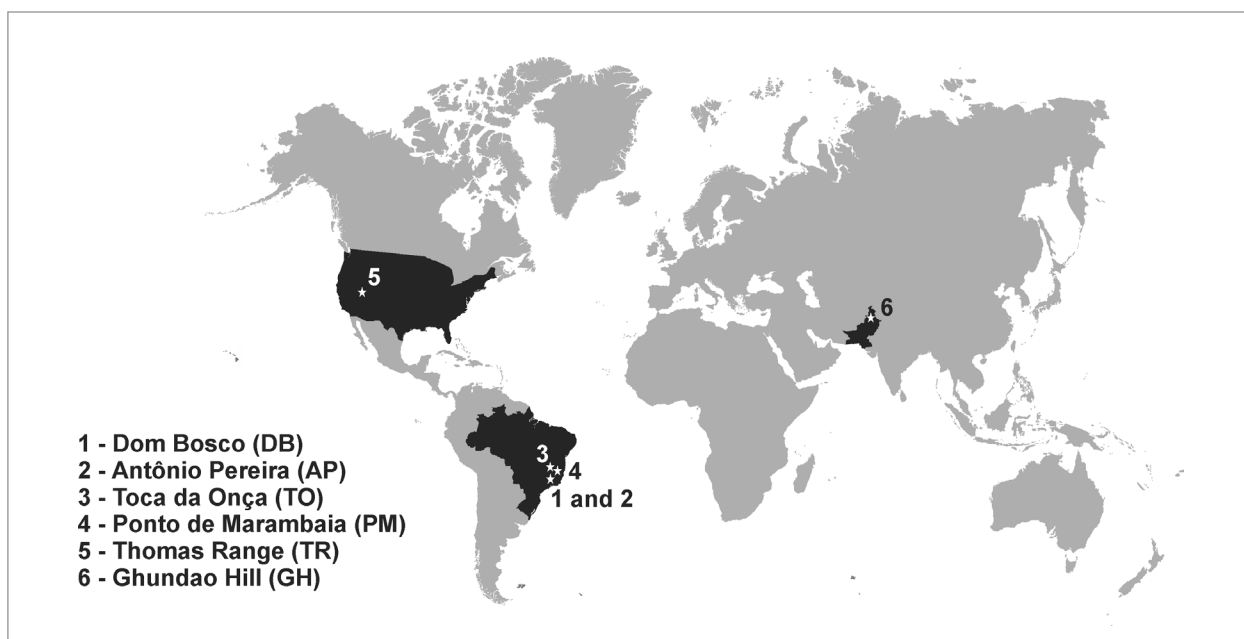 5
6
3
4
1 and 2
1 - Dom Bosco (DB)
2 - Antônio Pereira (AP)
3 - Toca da Onça (TO)
4 - Ponto de Marambaia (PM)
5 - Thomas Range (TR)
6 - Ghundao Hill (GH)